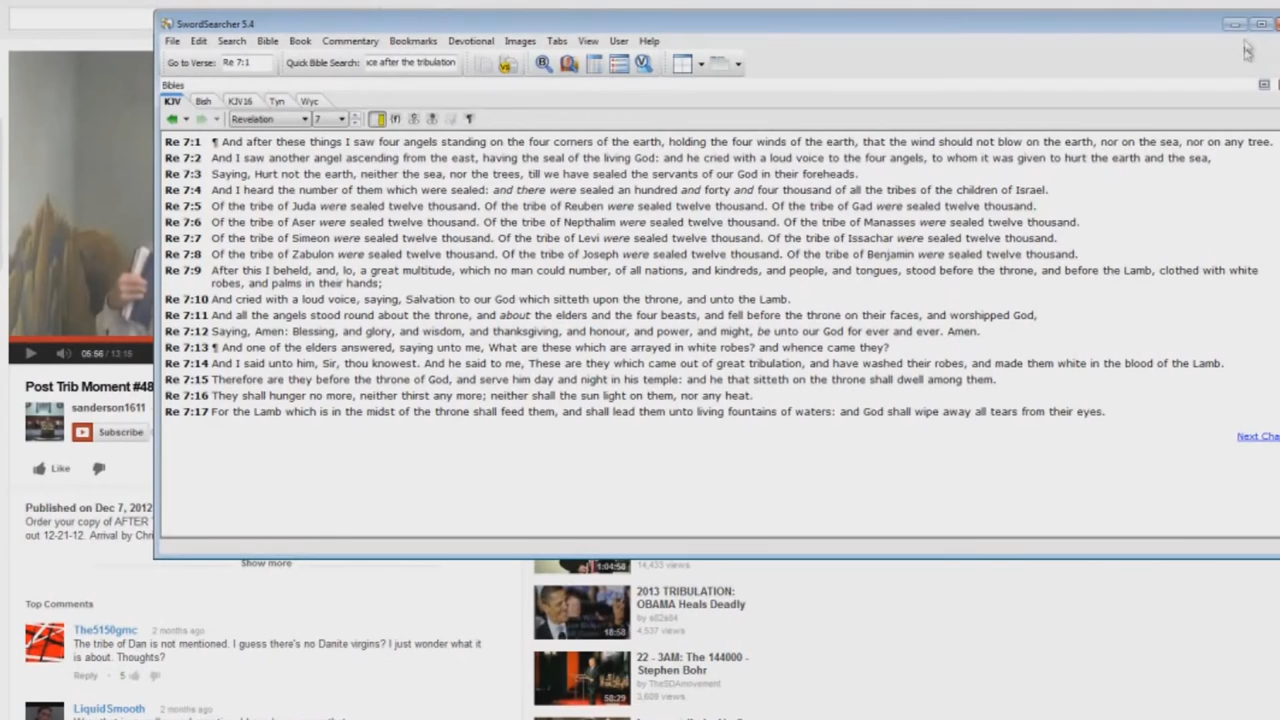 SwordSearcher 5.4
File Edit Search Bible Book Commentary Bookmarks Devotional Images Tabs View User Help
Go to Verse: Re 7:1 Quick Bible Search: ice after the tribulation
Bibles
KJV Bish KJV16 Tyn Wyc
Revelation 7
Re 7:1 ¶ And after these things I saw four angels standing on the four corners of the earth, holding the four winds of the earth, that the wind should not blow on the earth, nor on the sea, nor on any tree.
Re 7:2 And I saw another angel ascending from the east, having the seal of the living God: and he cried with a loud voice to the four angels, to whom it was given to hurt the earth and the sea,
Re 7:3 Saying, Hurt not the earth, neither the sea, nor the trees, till we have sealed the servants of our God in their foreheads.
Re 7:4 And I heard the number of them which were sealed: and there were sealed an hundred and forty and four thousand of all the tribes of the children of Israel.
Re 7:5 Of the tribe of Juda were sealed twelve thousand. Of the tribe of Reuben were sealed twelve thousand. Of the tribe of Gad were sealed twelve thousand.
Re 7:6 Of the tribe of Aser were sealed twelve thousand. Of the tribe of Nepthalim were sealed twelve thousand. Of the tribe of Manasses were sealed twelve thousand.
Re 7:7 Of the tribe of Simeon were sealed twelve thousand. Of the tribe of Levi were sealed twelve thousand. Of the tribe of Issachar were sealed twelve thousand.
Re 7:8 Of the tribe of Zabulon were sealed twelve thousand. Of the tribe of Joseph were sealed twelve thousand. Of the tribe of Benjamin were sealed twelve thousand.
Re 7:9 After this I beheld, and, lo, a great multitude, which no man could number, of all nations, and kindreds, and people, and tongues, stood before the throne, and before the Lamb, clothed with white
robes, and palms in their hands;
Re 7:10 And cried with a loud voice, saying, Salvation to our God which sitteth upon the throne, and unto the Lamb.
Re 7:11 And all the angels stood round about the throne, and about the elders and the four beasts, and fell before the throne on their faces, and worshipped God,
Re 7:12 Saying, Amen: Blessing, and glory, and wisdom, and thanksgiving, and honour, and power, and might, be unto our God for ever and ever. Amen.
Re 7:13 ¶ And one of the elders answered, saying unto me, What are these which are arrayed in white robes? and whence came they?
Re 7:14 And I said unto him, Sir, thou knowest. And he said to me, These are they which came out of great tribulation, and have washed their robes, and made them white in the blood of the Lamb.
Re 7:15 Therefore are they before the throne of God, and serve him day and night in his temple: and he that sitteth on the throne shall dwell among them.
Re 7:16 They shall hunger no more, neither thirst any more; neither shall the sun light on them, nor any heat.
Re 7:17 For the Lamb which is in the midst of the throne shall feed them, and shall lead them unto living fountains of waters: and God shall wipe away all tears from their eyes.
Next Cha
06:56 / 13:15
Post Trib Moment #48
sanderson1611
Subscribe
Like
Published on Dec 7, 2012
Order your copy of AFTER
out 12-21-12. Arrival by Chri
Show more
Top Comments
The5150gmc 2 months ago
The tribe of Dan is not mentioned. I guess there's no Danite virgins? I just wonder what it
is about. Thoughts?
Reply · 5
LiquidSmooth 2 months ago
1:04:58
14,433 views
2013 TRIBULATION:
OBAMA Heals Deadly
by a82a84
4,537 views
18:58
22 - 3AM: The 144000 -
Stephen Bohr
by TheSDAmovement
3,609 views
58:29